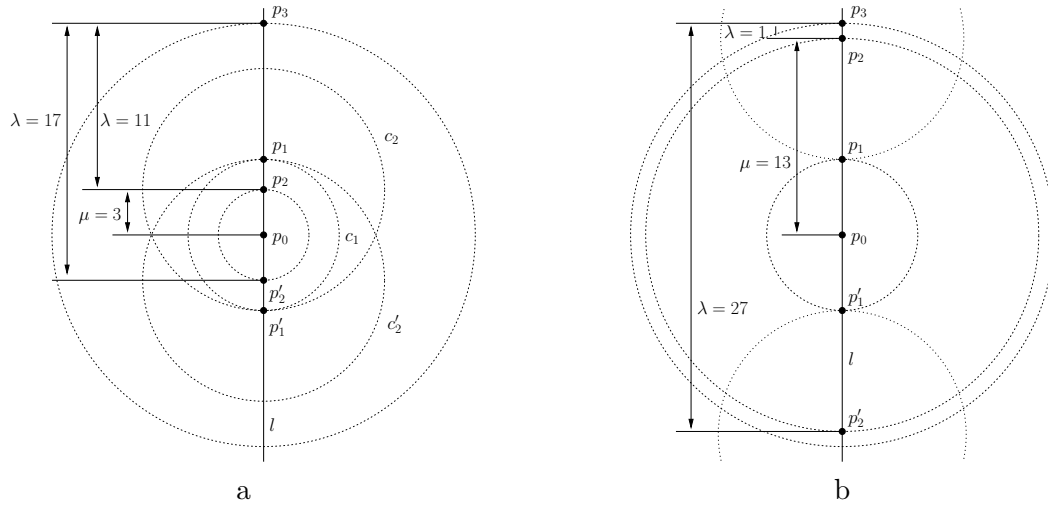 p₃
λ = 17
λ = 11
c₂
p₁
p₂
μ = 3
p₀
c₁
p′₂
p′₁
c′₂
l
a
p₃
λ = 1
p₂
p₁
μ = 13
p₀
p′₁
λ = 27
l
p′₂
b